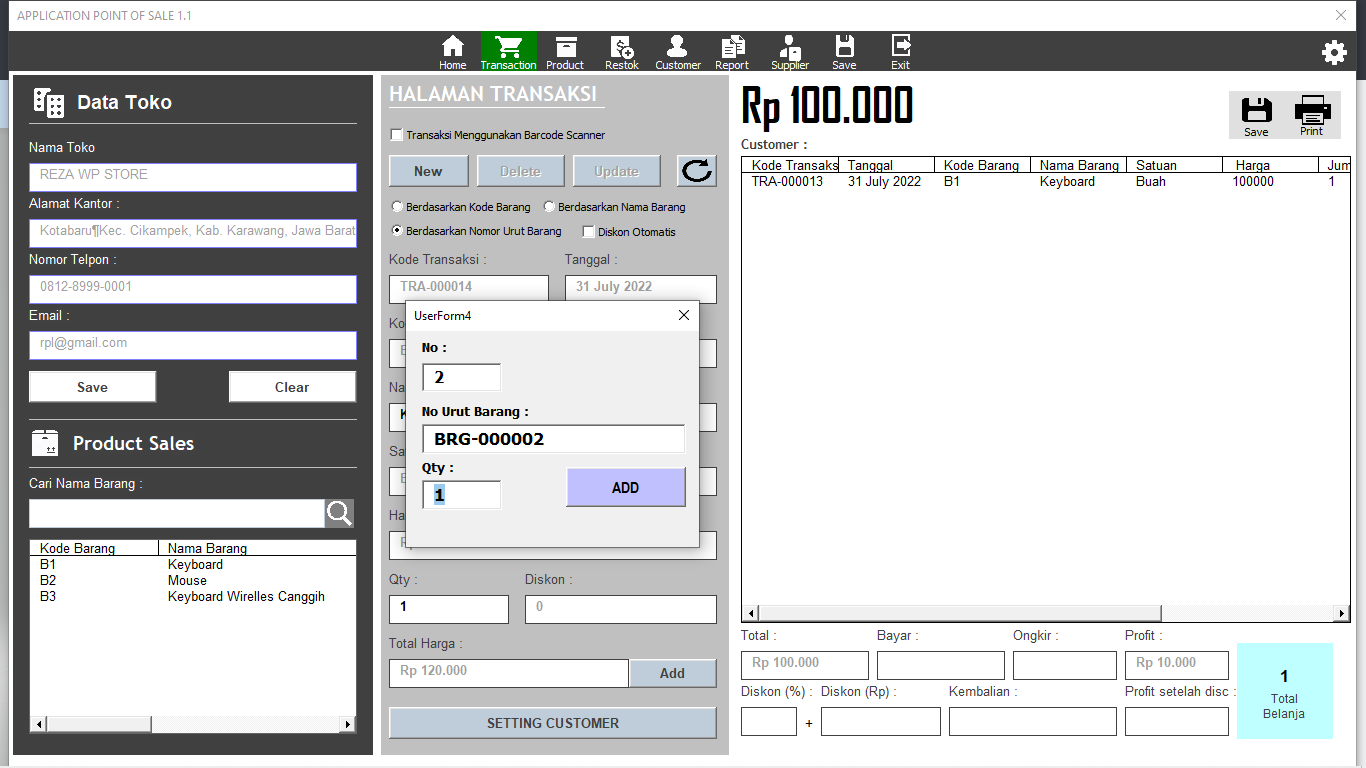 APPLICATION POINT OF SALE 1.1
Home Transaction Product Restok Customer Report Supplier Save Exit
Data Toko
Nama Toko
REZA WP STORE
Alamat Kantor :
Kotabaru¶Kec. Cikampek, Kab. Karawang, Jawa Barat
Nomor Telpon :
0812-8999-0001
Email :
rpl@gmail.com
Save Clear
Product Sales
Cari Nama Barang :
Kode Barang Nama Barang
B1 Keyboard
B2 Mouse
B3 Keyboard Wirelles Canggih
HALAMAN TRANSAKSI
Transaksi Menggunakan Barcode Scanner
New Delete Update
Berdasarkan Kode Barang Berdasarkan Nama Barang
Berdasarkan Nomor Urut Barang Diskon Otomatis
Kode Transaksi : Tanggal :
TRA-000014 31 July 2022
Ko
Na
Sa
Ha
UserForm4
No :
2
No Urut Barang :
BRG-000002
Qty :
1
ADD
Qty : Diskon :
1 0
Total Harga :
Rp 120.000 Add
SETTING CUSTOMER
Rp 100.000
Save Print
Customer :
Kode Transaks Tanggal Kode Barang Nama Barang Satuan Harga Jum
TRA-000013 31 July 2022 B1 Keyboard Buah 100000 1
Total : Bayar : Ongkir : Profit :
Rp 100.000 Rp 10.000
Diskon (%) : Diskon (Rp) : Kembalian : Profit setelah disc :
+
1
Total
Belanja